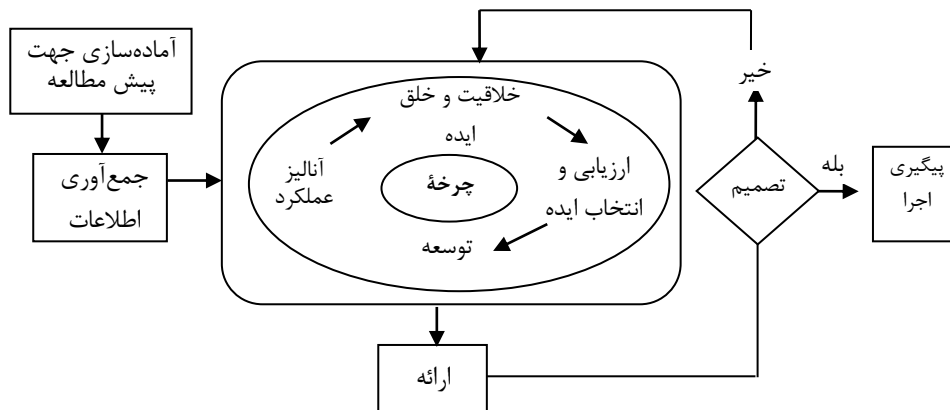 آماده‌سازی جهت
پیش مطالعه
جمع‌آوری
اطلاعات
آنالیز
عملکرد
خلاقیت و خلق
ایده
ارزیابی و
انتخاب ایده
توسعه
چرخۀ
ارائه
تصمیم
خیر
بله
پیگیری
اجرا